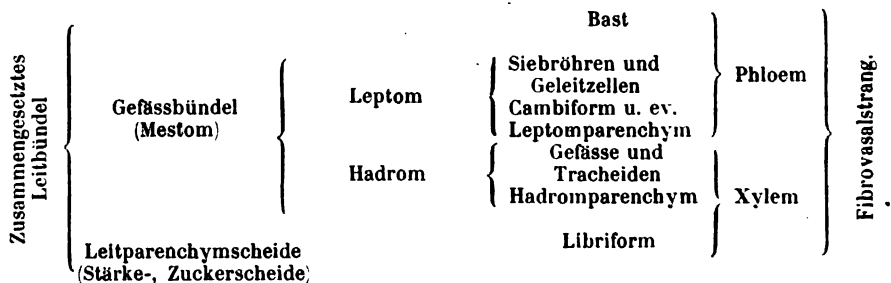 Zusammengesetztes
Leitbündel
Gefässbündel
(Mestom)
Leitparenchymscheide
(Stärke-, Zuckerscheide)
Leptom
Hadrom
Bast
Siebröhren und
Geleitzellen
Cambiform u. ev.
Leptomparenchym
Gefässe und
Tracheiden
Hadromparenchym
Libriform
Phloem
Xylem
Fibrovasalstrang.